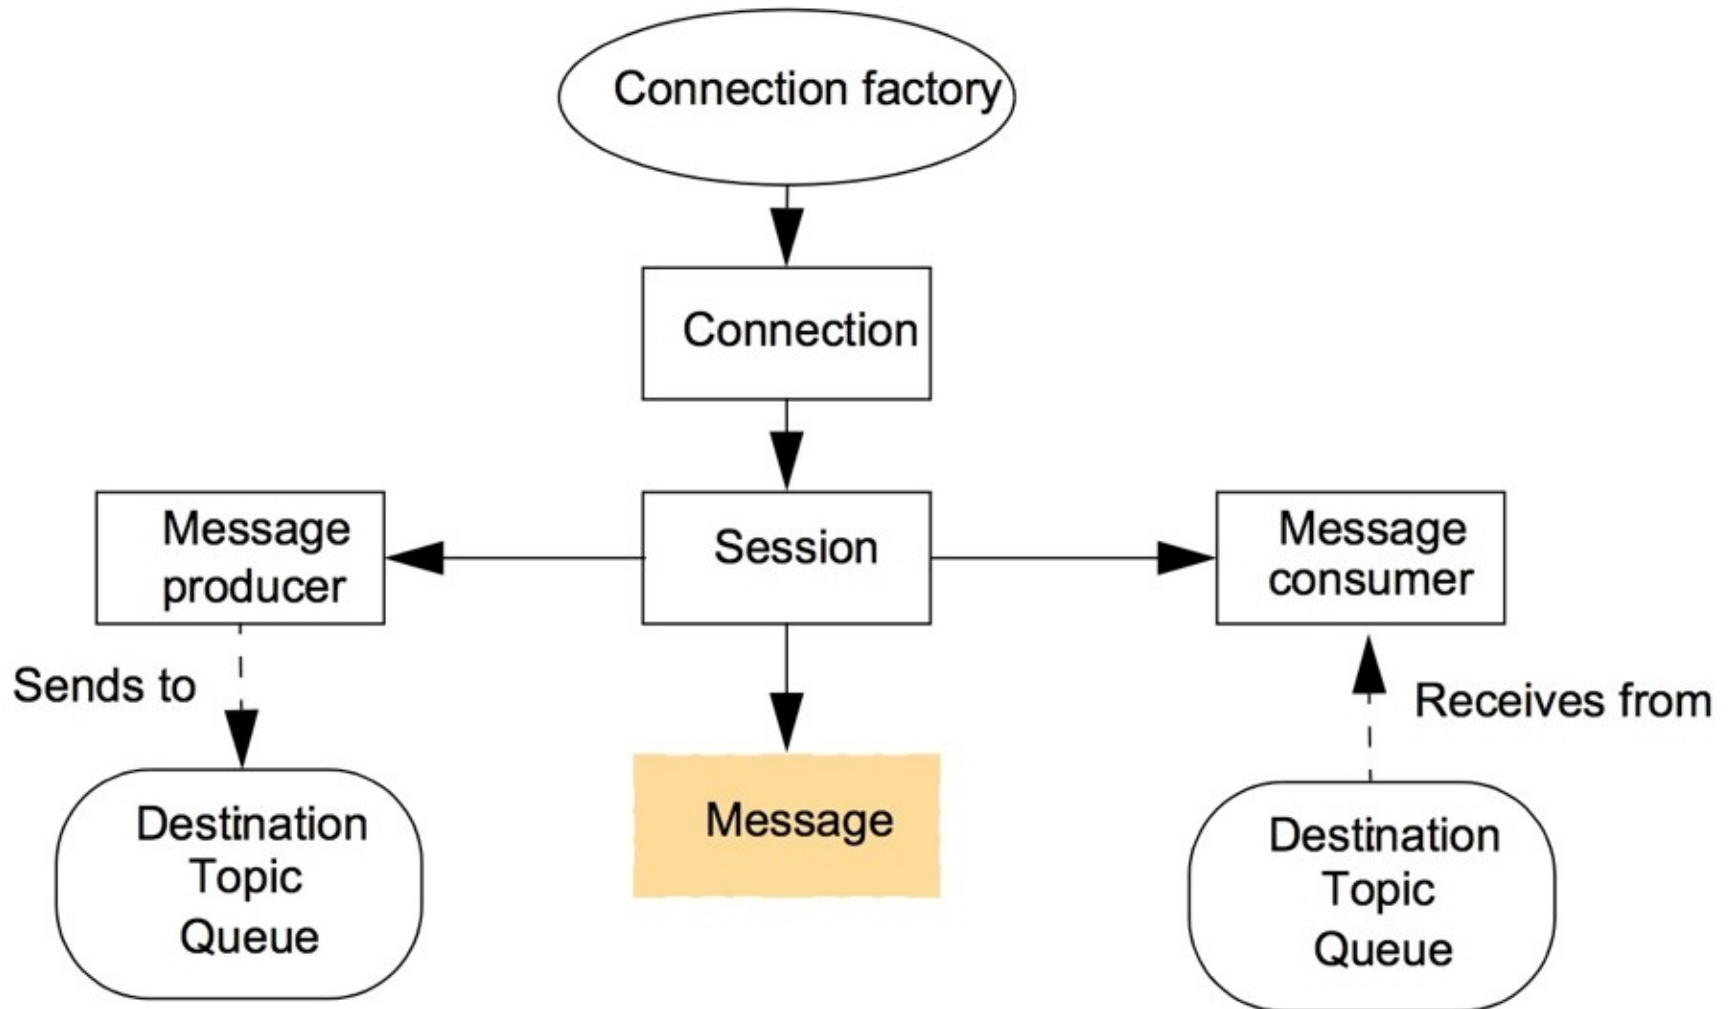 Connection factory
Connection
Message
producer
Session
Message
consumer
Sends to
Receives from
Destination
Topic
Queue
Message
Destination
Topic
Queue